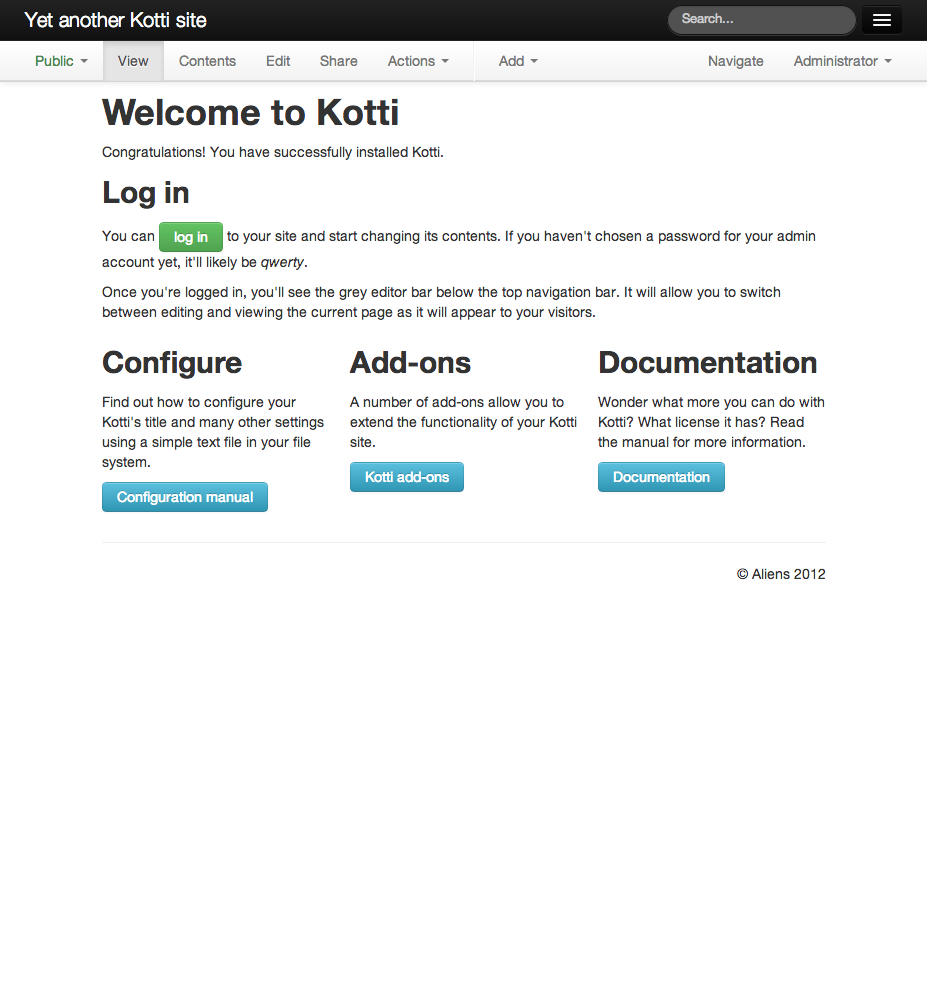 Yet another Kotti site
Search...
Public View Contents Edit Share Actions Add Navigate Administrator
Welcome to Kotti
Congratulations! You have successfully installed Kotti.
Log in
You can log in to your site and start changing its contents. If you haven't chosen a password for your admin
account yet, it'll likely be qwerty.
Once you're logged in, you'll see the grey editor bar below the top navigation bar. It will allow you to switch
between editing and viewing the current page as it will appear to your visitors.
Configure
Find out how to configure your
Kotti's title and many other settings
using a simple text file in your file
system.
Configuration manual
Add-ons
A number of add-ons allow you to
extend the functionality of your Kotti
site.
Kotti add-ons
Documentation
Wonder what more you can do with
Kotti? What license it has? Read
the manual for more information.
Documentation
© Aliens 2012